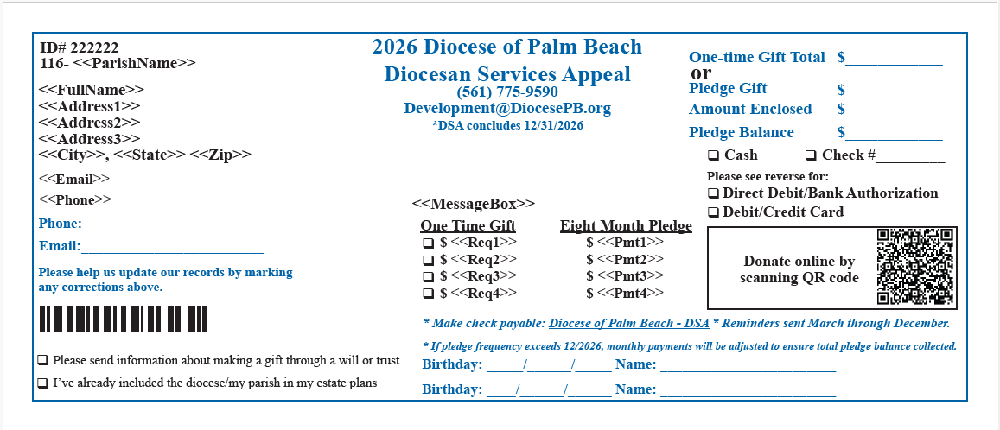 ID# 222222
116- <<ParishName>>
<<FullName>>
<<Address1>>
<<Address2>>
<<Address3>>
<<City>>, <<State>> <<Zip>>
<<Email>>
<<Phone>>
Phone:_________________________
Email:_________________________
Please help us update our records by marking
any corrections above.
❏ Please send information about making a gift through a will or trust
❏ I’ve already included the diocese/my parish in my estate plans
2026 Diocese of Palm Beach
Diocesan Services Appeal
(561) 775-9590
Development@DiocesePB.org
*DSA concludes 12/31/2026
<<MessageBox>>
One Time Gift Eight Month Pledge
❏ $ <<Req1>> $ <<Pmt1>>
❏ $ <<Req2>> $ <<Pmt2>>
❏ $ <<Req3>> $ <<Pmt3>>
❏ $ <<Req4>> $ <<Pmt4>>
One-time Gift Total $____________
or
Pledge Gift $____________
Amount Enclosed $____________
Pledge Balance $____________
❏ Cash ❏ Check #_________
Please see reverse for:
❏ Direct Debit/Bank Authorization
❏ Debit/Credit Card
Donate online by
scanning QR code
* Make check payable: Diocese of Palm Beach - DSA * Reminders sent March through December.
* If pledge frequency exceeds 12/2026, monthly payments will be adjusted to ensure total pledge balance collected.
Birthday: _____/______/_____ Name: ________________________
Birthday: ____/______/______ Name: ________________________